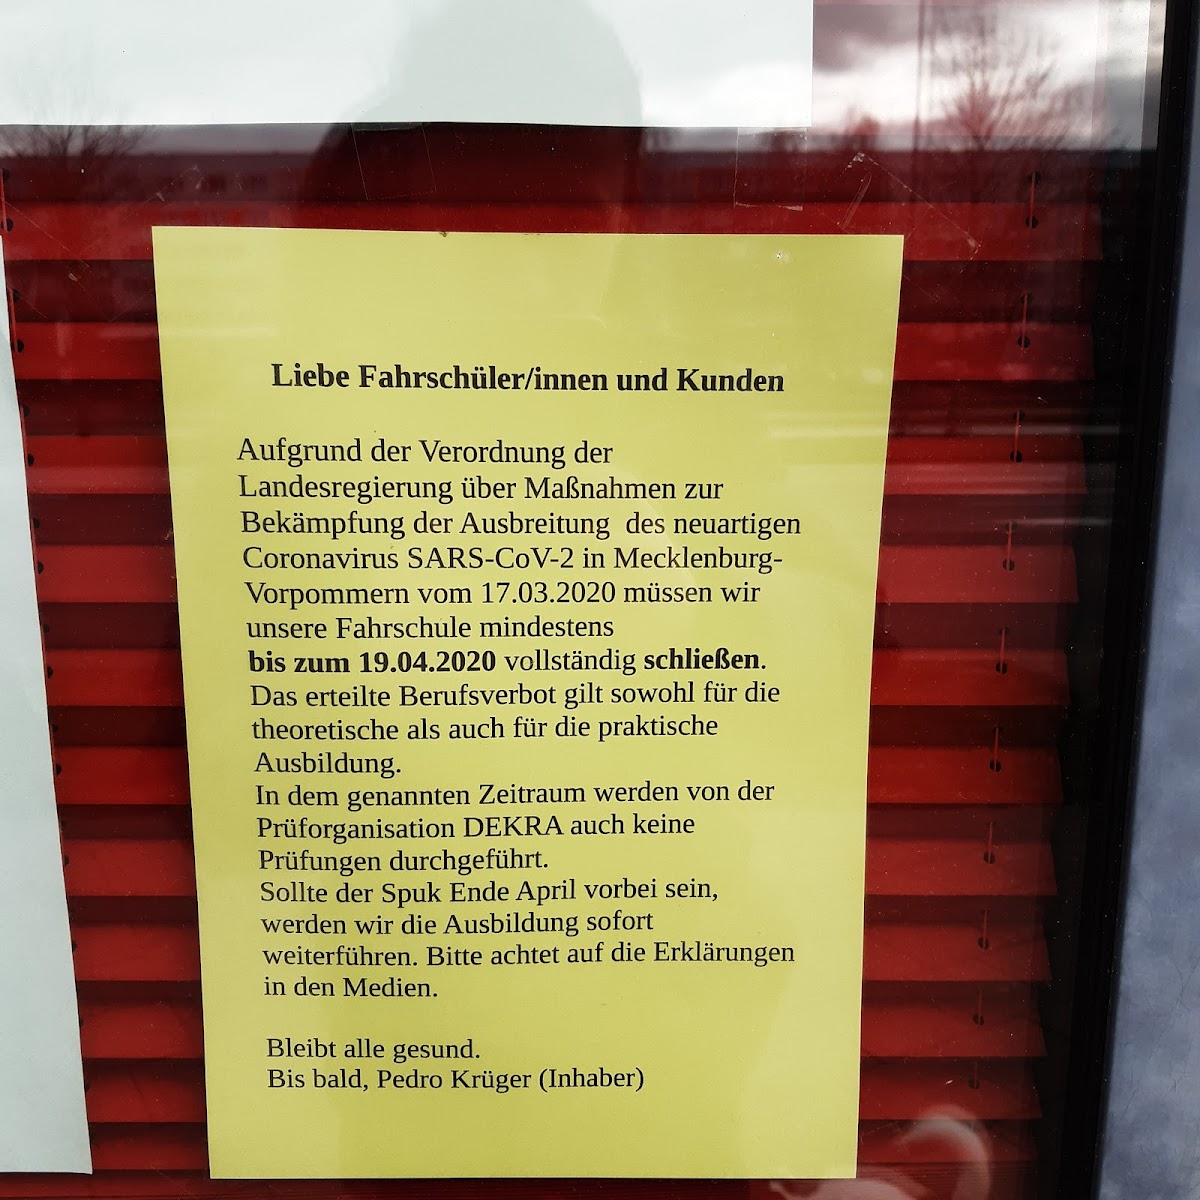 Liebe Fahrschüler/innen und Kunden
Aufgrund der Verordnung der
Landesregierung über Maßnahmen zur
Bekämpfung der Ausbreitung des neuartigen
Coronavirus SARS-CoV-2 in Mecklenburg-
Vorpommern vom 17.03.2020 müssen wir
unsere Fahrschule mindestens
bis zum 19.04.2020 vollständig schließen.
Das erteilte Berufsverbot gilt sowohl für die
theoretische als auch für die praktische
Ausbildung.
In dem genannten Zeitraum werden von der
Prüforganisation DEKRA auch keine
Prüfungen durchgeführt.
Sollte der Spuk Ende April vorbei sein,
werden wir die Ausbildung sofort
weiterführen. Bitte achtet auf die Erklärungen
in den Medien.
Bleibt alle gesund.
Bis bald, Pedro Krüger (Inhaber)